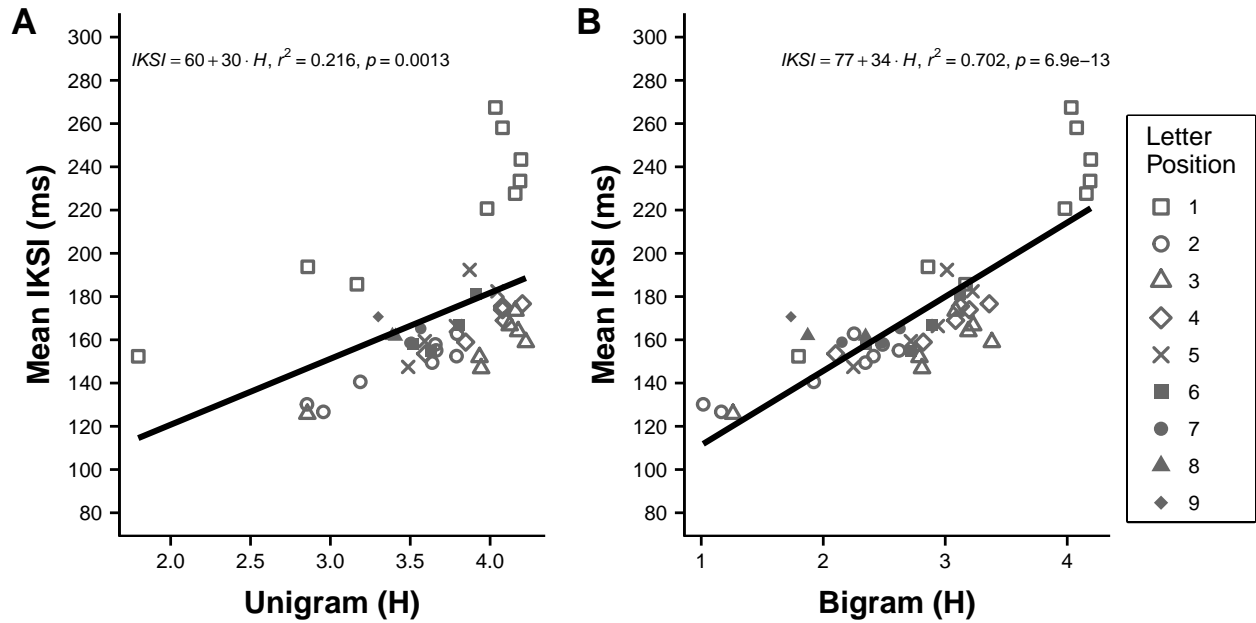 A
IKSI = 60 + 30 · H, r² = 0.216, p = 0.0013
300
280
260
240
220
200
180
160
140
120
100
80
Mean IKSI (ms)
2.0 2.5 3.0 3.5 4.0
Unigram (H)
B
IKSI = 77 + 34 · H, r² = 0.702, p = 6.9e−13
300
280
260
240
220
200
180
160
140
120
100
80
Mean IKSI (ms)
1 2 3 4
Bigram (H)
Letter
Position
1
2
3
4
5
6
7
8
9